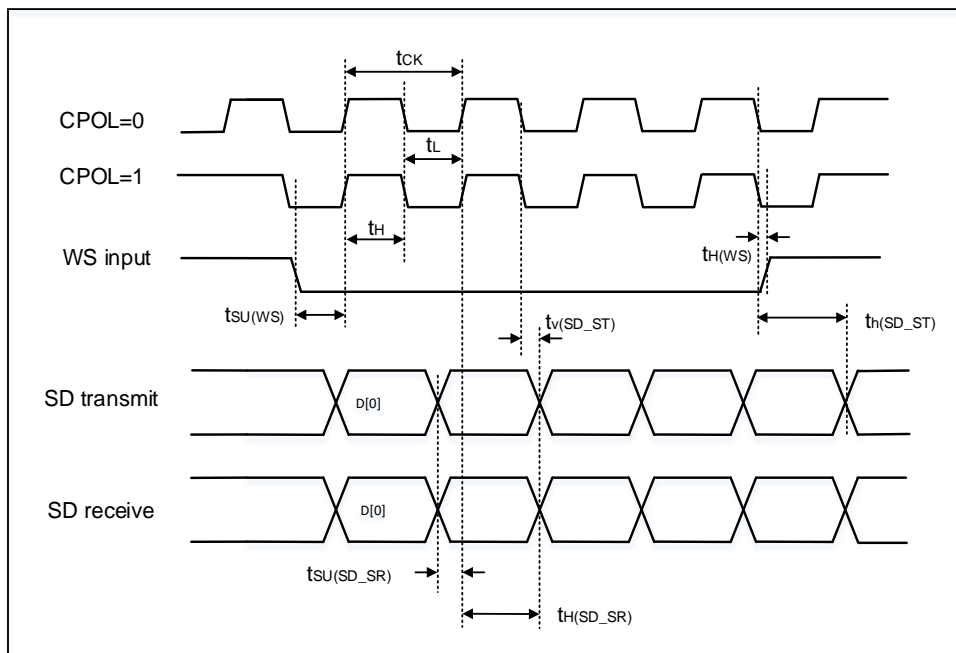 tCK
CPOL=0
tL
CPOL=1
tH
WS input
tH(WS)
tSU(WS)
tv(SD_ST)
th(SD_ST)
SD transmit
D[0]
SD receive
D[0]
tSU(SD_SR)
tH(SD_SR)